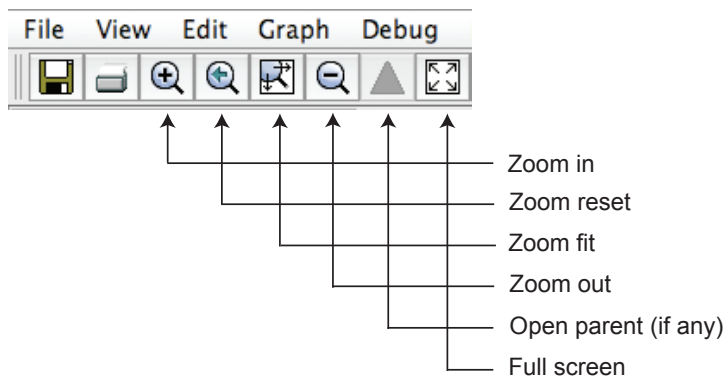 File View Edit Graph Debug
Zoom in
Zoom reset
Zoom fit
Zoom out
Open parent (if any)
Full screen